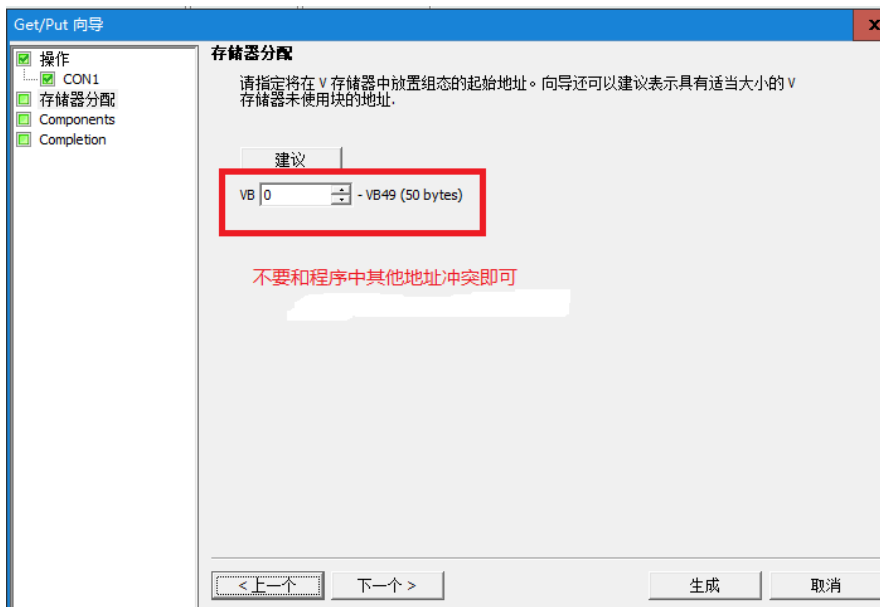 Get/Put 向导
x
操作
CON1
存储器分配
Components
Completion
存储器分配
请指定将在 V 存储器中放置组态的起始地址。向导还可以建议表示具有适当大小的 V
存储器未使用块的地址.
建议
VB 0 - VB49 (50 bytes)
不要和程序中其他地址冲突即可
< 上一个
下一个 >
生成
取消